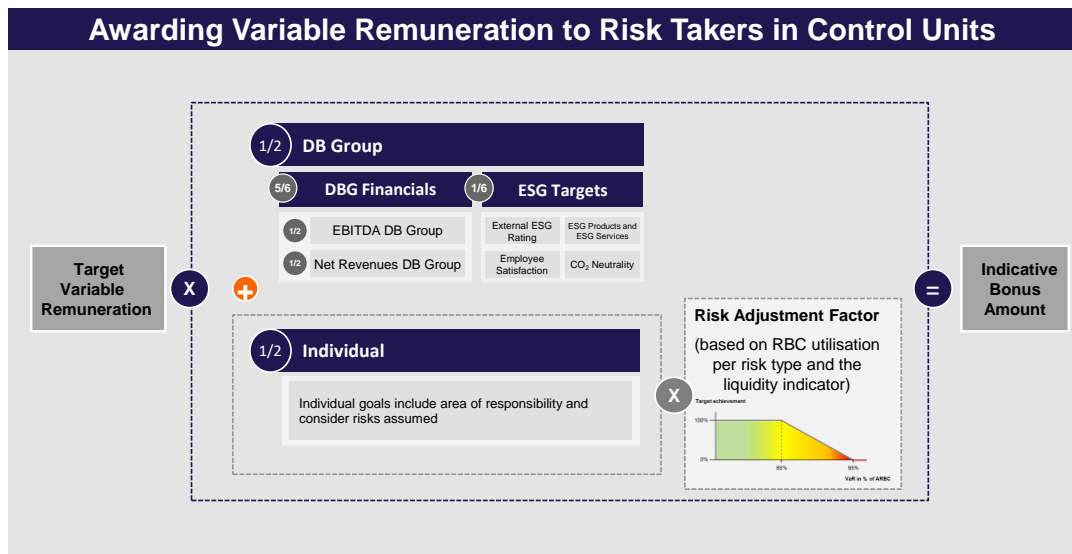 Awarding Variable Remuneration to Risk Takers in Control Units
Target
Variable
Remuneration
X
1/2
DB Group
5/6
DBG Financials
1/6
ESG Targets
1/2
EBITDA DB Group
1/2
Net Revenues DB Group
External ESG
Rating
ESG Products and
ESG Services
Employee
Satisfaction
CO₂ Neutrality
+
1/2
Individual
Individual goals include area of responsibility and
consider risks assumed
X
Risk Adjustment Factor
(based on RBC utilisation
per risk type and the
liquidity indicator)
Target achievement
100%
0%
95%
VaR in % of ARBC
=
Indicative
Bonus
Amount